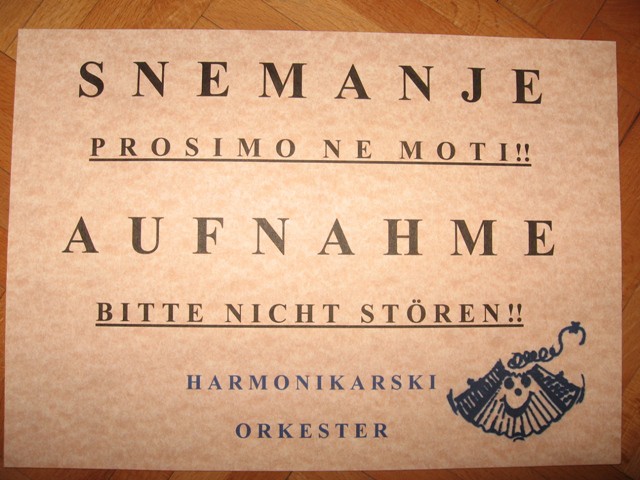 SNEMANJE
PROSIMO NE MOTI!!
AUFNAHME
BITTE NICHT STÖREN!!
HARMONIKARSKI
ORKESTER